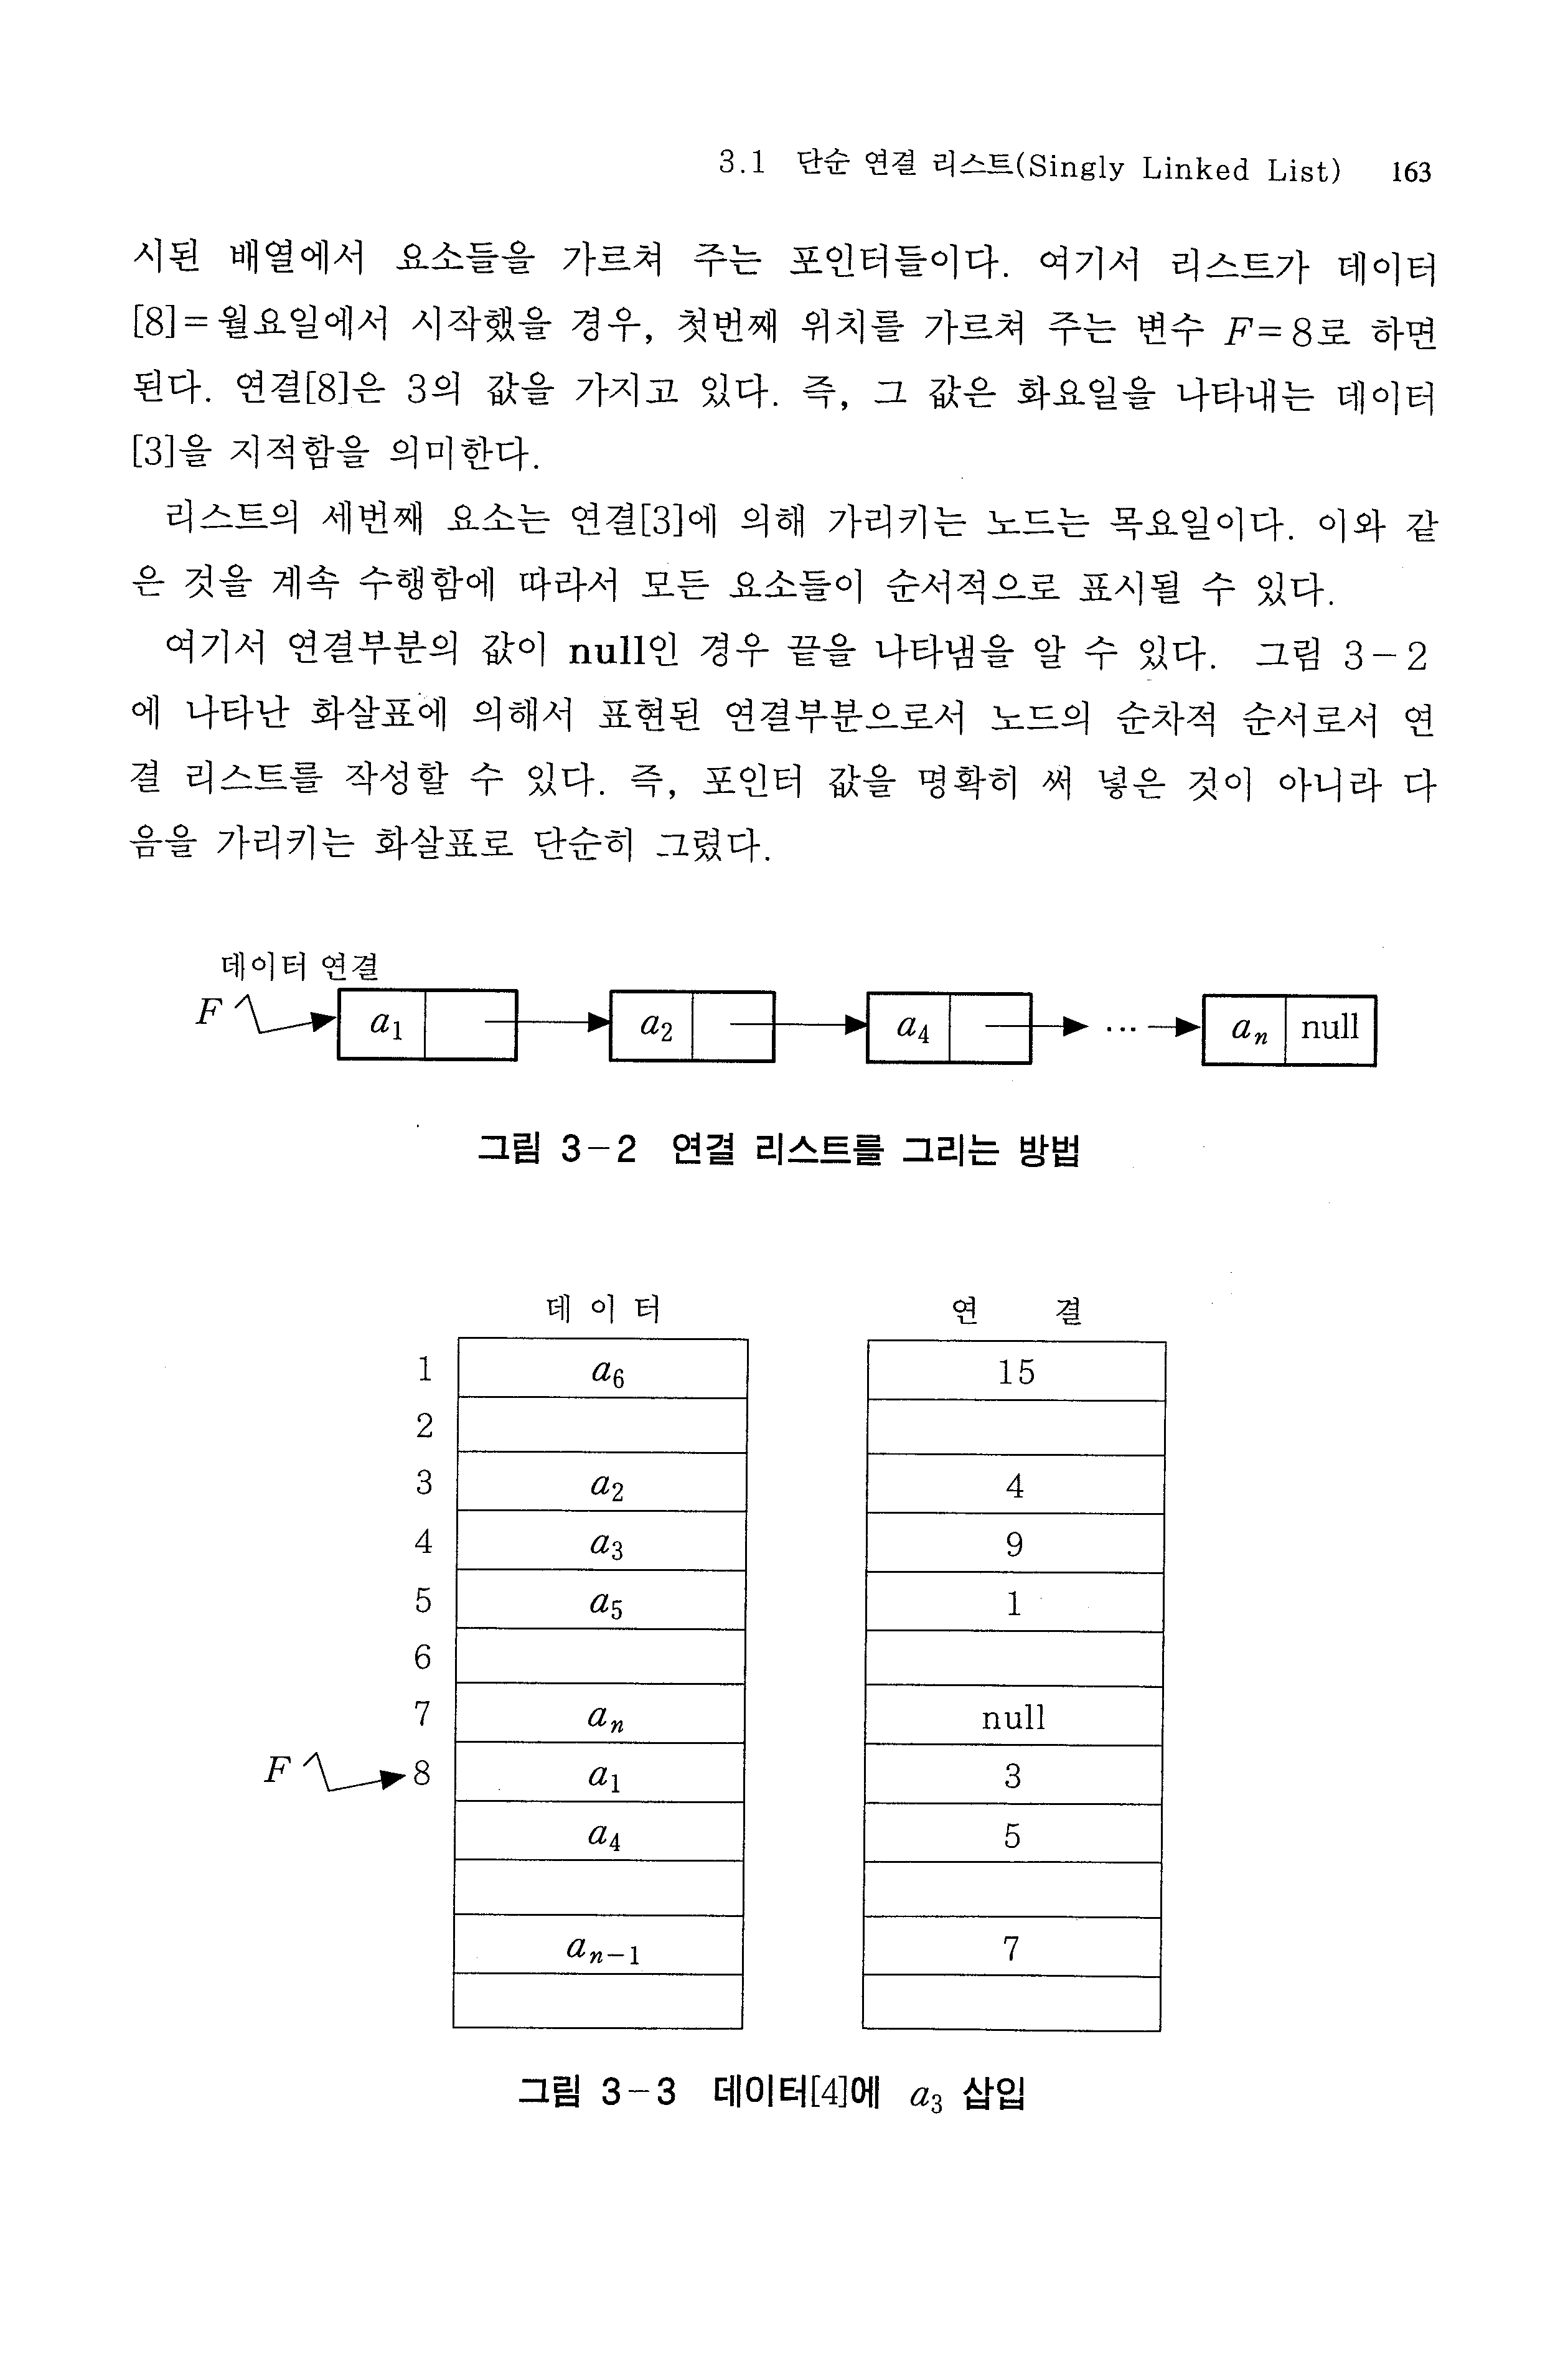 3.1 단순 연결 리스트(Singly Linked List) 163
시된 배열에서 요소들을 가르쳐 주는 포인터들이다. 여기서 리스트가 데이터
[8]=월요일에서 시작했을 경우, 첫번째 위치를 가르쳐 주는 변수 F=8로 하면
된다. 연결[8]은 3의 값을 가지고 있다. 즉, 그 값은 화요일을 나타내는 데이터
[3]을 지적함을 의미한다.
리스트의 세번째 요소는 연결[3]에 의해 가리키는 노드는 목요일이다. 이와 같
은 것을 계속 수행함에 따라서 모든 요소들이 순서적으로 표시될 수 있다.
여기서 연결부분의 값이 null인 경우 끝을 나타냄을 알 수 있다. 그림 3-2
에 나타난 화살표에 의해서 표현된 연결부분으로서 노드의 순차적 순서로서 연
결 리스트를 작성할 수 있다. 즉, 포인터 값을 명확히 써 넣은 것이 아니라 다
음을 가리키는 화살표로 단순히 그렸다.
데이터 연결
F a₁ a₂ a₄ … aₙ null
그림 3-2 연결 리스트를 그리는 방법
데이터 연 결
1 a₆ 15
2
3 a₂ 4
4 a₃ 9
5 a₅ 1
6
7 aₙ null
F 8 a₁ 3
a₄ 5
aₙ₋₁ 7
그림 3-3 데이터[4]에 a₃ 삽입